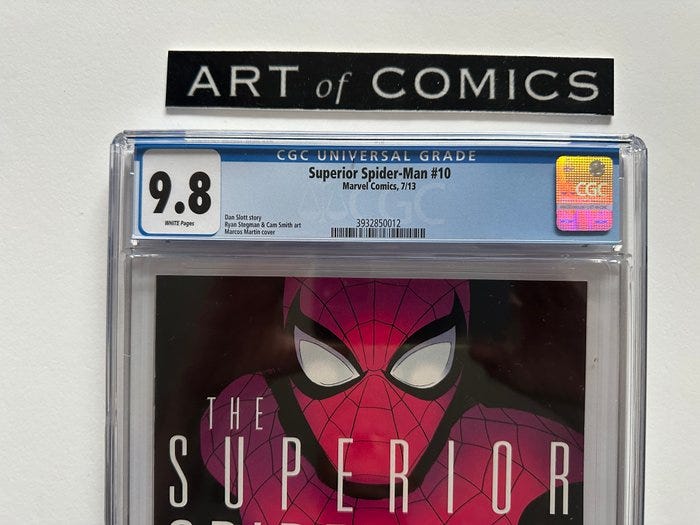 ART of COMICS
CGC UNIVERSAL GRADE
9.8
WHITE Pages
Superior Spider-Man #10
Marvel Comics, 7/13
Dan Slott story
Ryan Stegman & Cam Smith art
Marcos Martin cover
3932850012
CGC
THE
SUPERIOR